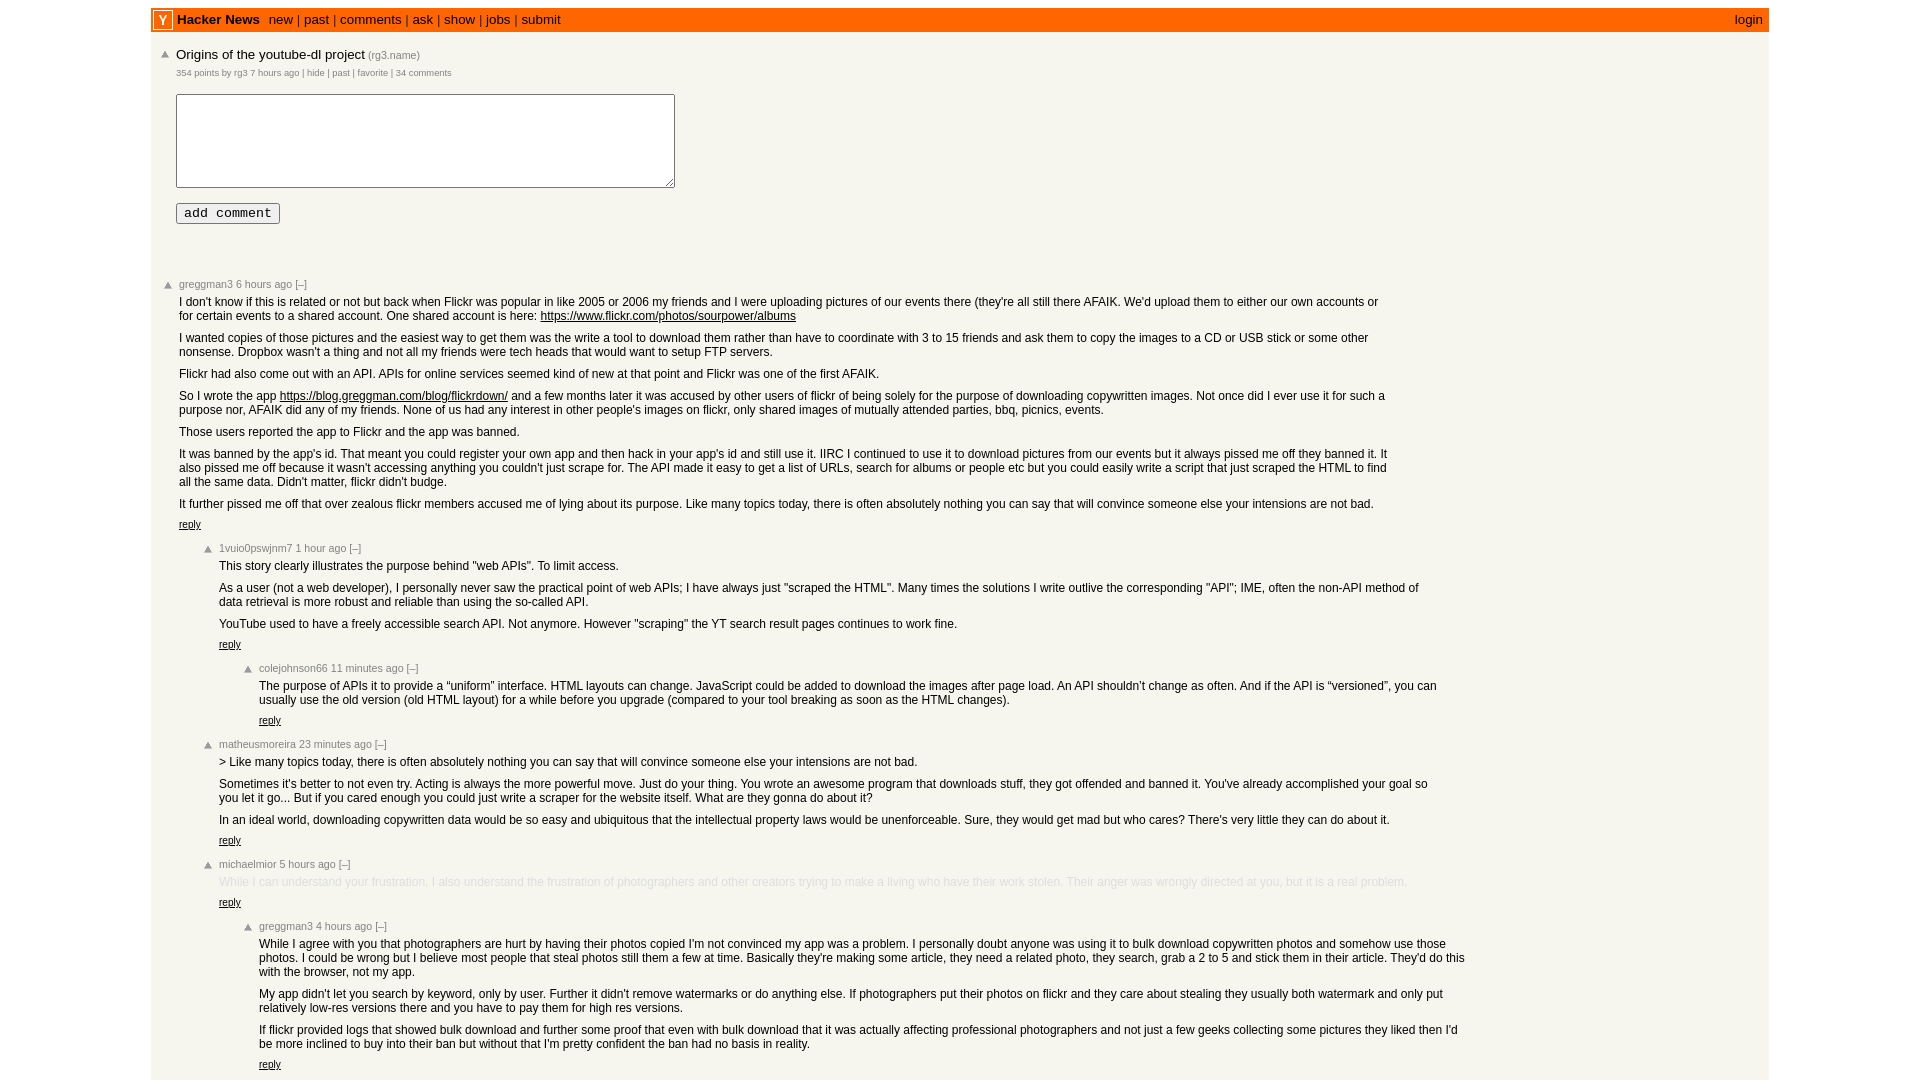 Y Hacker News new | past | comments | ask | show | jobs | submit login
Origins of the youtube-dl project (rg3.name)
354 points by rg3 7 hours ago | hide | past | favorite | 34 comments
add comment
greggman3 6 hours ago [–]
I don't know if this is related or not but back when Flickr was popular in like 2005 or 2006 my friends and I were uploading pictures of our events there (they're all still there AFAIK. We'd upload them to either our own accounts or
for certain events to a shared account. One shared account is here: https://www.flickr.com/photos/sourpower/albums
I wanted copies of those pictures and the easiest way to get them was the write a tool to download them rather than have to coordinate with 3 to 15 friends and ask them to copy the images to a CD or USB stick or some other
nonsense. Dropbox wasn't a thing and not all my friends were tech heads that would want to setup FTP servers.
Flickr had also come out with an API. APIs for online services seemed kind of new at that point and Flickr was one of the first AFAIK.
So I wrote the app https://blog.greggman.com/blog/flickrdown/ and a few months later it was accused by other users of flickr of being solely for the purpose of downloading copywritten images. Not once did I ever use it for such a
purpose nor, AFAIK did any of my friends. None of us had any interest in other people's images on flickr, only shared images of mutually attended parties, bbq, picnics, events.
Those users reported the app to Flickr and the app was banned.
It was banned by the app's id. That meant you could register your own app and then hack in your app's id and still use it. IIRC I continued to use it to download pictures from our events but it always pissed me off they banned it. It
also pissed me off because it wasn't accessing anything you couldn't just scrape for. The API made it easy to get a list of URLs, search for albums or people etc but you could easily write a script that just scraped the HTML to find
all the same data. Didn't matter, flickr didn't budge.
It further pissed me off that over zealous flickr members accused me of lying about its purpose. Like many topics today, there is often absolutely nothing you can say that will convince someone else your intensions are not bad.
reply
1vuio0pswjnm7 1 hour ago [–]
This story clearly illustrates the purpose behind "web APIs". To limit access.
As a user (not a web developer), I personally never saw the practical point of web APIs; I have always just "scraped the HTML". Many times the solutions I write outlive the corresponding "API"; IME, often the non-API method of
data retrieval is more robust and reliable than using the so-called API.
YouTube used to have a freely accessible search API. Not anymore. However "scraping" the YT search result pages continues to work fine.
reply
colejohnson66 11 minutes ago [–]
The purpose of APIs it to provide a “uniform” interface. HTML layouts can change. JavaScript could be added to download the images after page load. An API shouldn’t change as often. And if the API is “versioned”, you can
usually use the old version (old HTML layout) for a while before you upgrade (compared to your tool breaking as soon as the HTML changes).
reply
matheusmoreira 23 minutes ago [–]
> Like many topics today, there is often absolutely nothing you can say that will convince someone else your intensions are not bad.
Sometimes it's better to not even try. Acting is always the more powerful move. Just do your thing. You wrote an awesome program that downloads stuff, they got offended and banned it. You've already accomplished your goal so
you let it go... But if you cared enough you could just write a scraper for the website itself. What are they gonna do about it?
In an ideal world, downloading copywritten data would be so easy and ubiquitous that the intellectual property laws would be unenforceable. Sure, they would get mad but who cares? There's very little they can do about it.
reply
michaelmior 5 hours ago [–]
While I can understand your frustration, I also understand the frustration of photographers and other creators trying to make a living who have their work stolen. Their anger was wrongly directed at you, but it is a real problem.
reply
greggman3 4 hours ago [–]
While I agree with you that photographers are hurt by having their photos copied I'm not convinced my app was a problem. I personally doubt anyone was using it to bulk download copywritten photos and somehow use those
photos. I could be wrong but I believe most people that steal photos still them a few at time. Basically they're making some article, they need a related photo, they search, grab a 2 to 5 and stick them in their article. They'd do this
with the browser, not my app.
My app didn't let you search by keyword, only by user. Further it didn't remove watermarks or do anything else. If photographers put their photos on flickr and they care about stealing they usually both watermark and only put
relatively low-res versions there and you have to pay them for high res versions.
If flickr provided logs that showed bulk download and further some proof that even with bulk download that it was actually affecting professional photographers and not just a few geeks collecting some pictures they liked then I'd
be more inclined to buy into their ban but without that I'm pretty confident the ban had no basis in reality.
reply